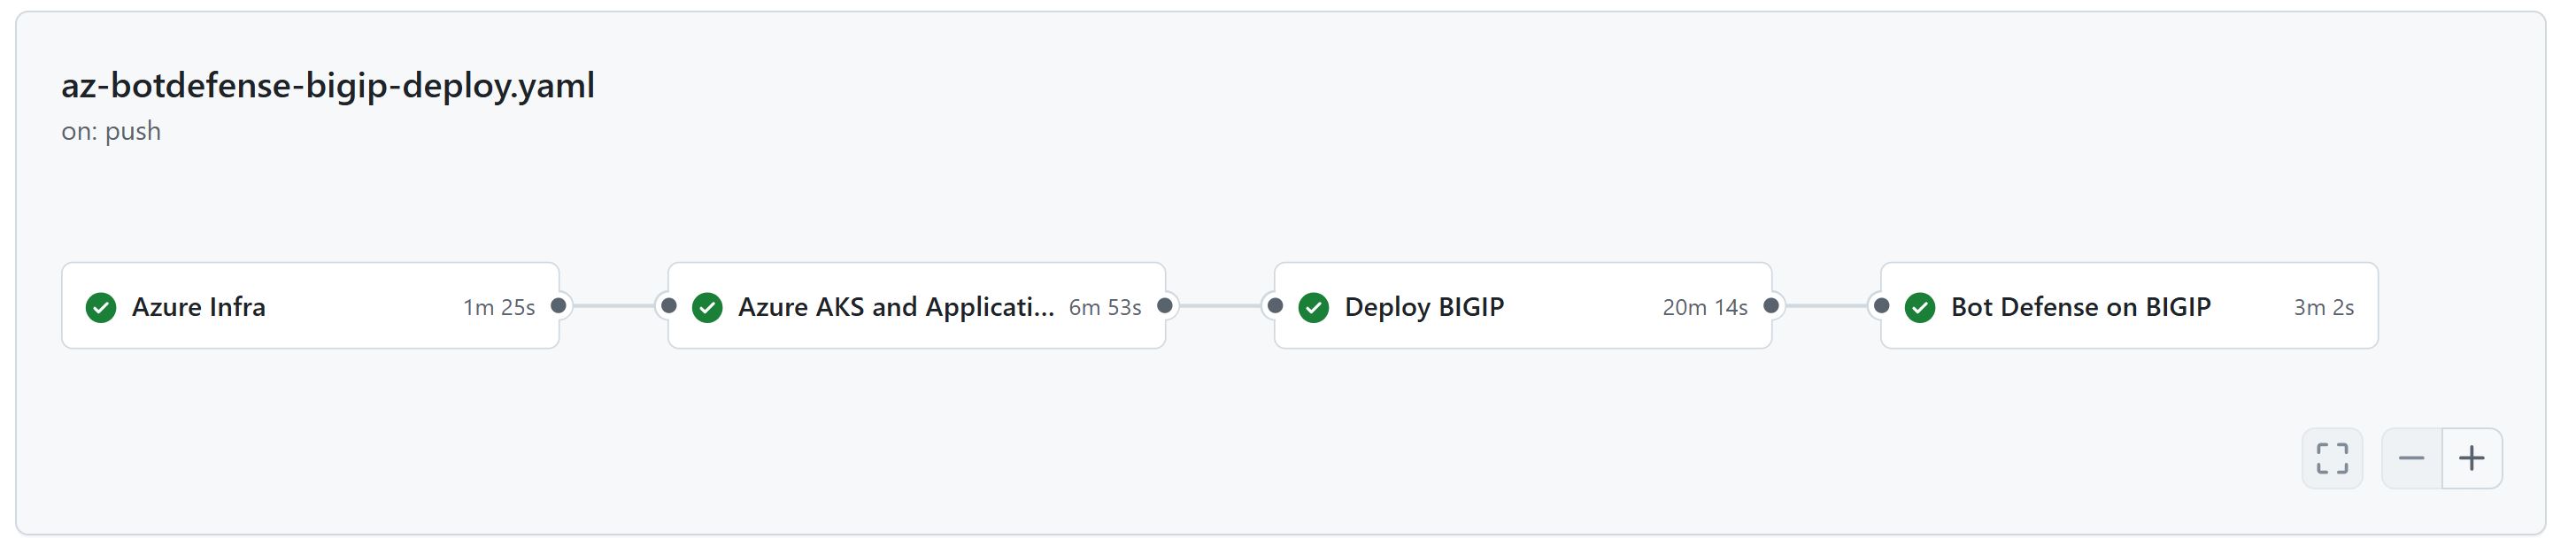 az-botdefense-bigip-deploy.yaml
on: push
Azure Infra 1m 25s
Azure AKS and Applicati... 6m 53s
Deploy BIGIP 20m 14s
Bot Defense on BIGIP 3m 2s